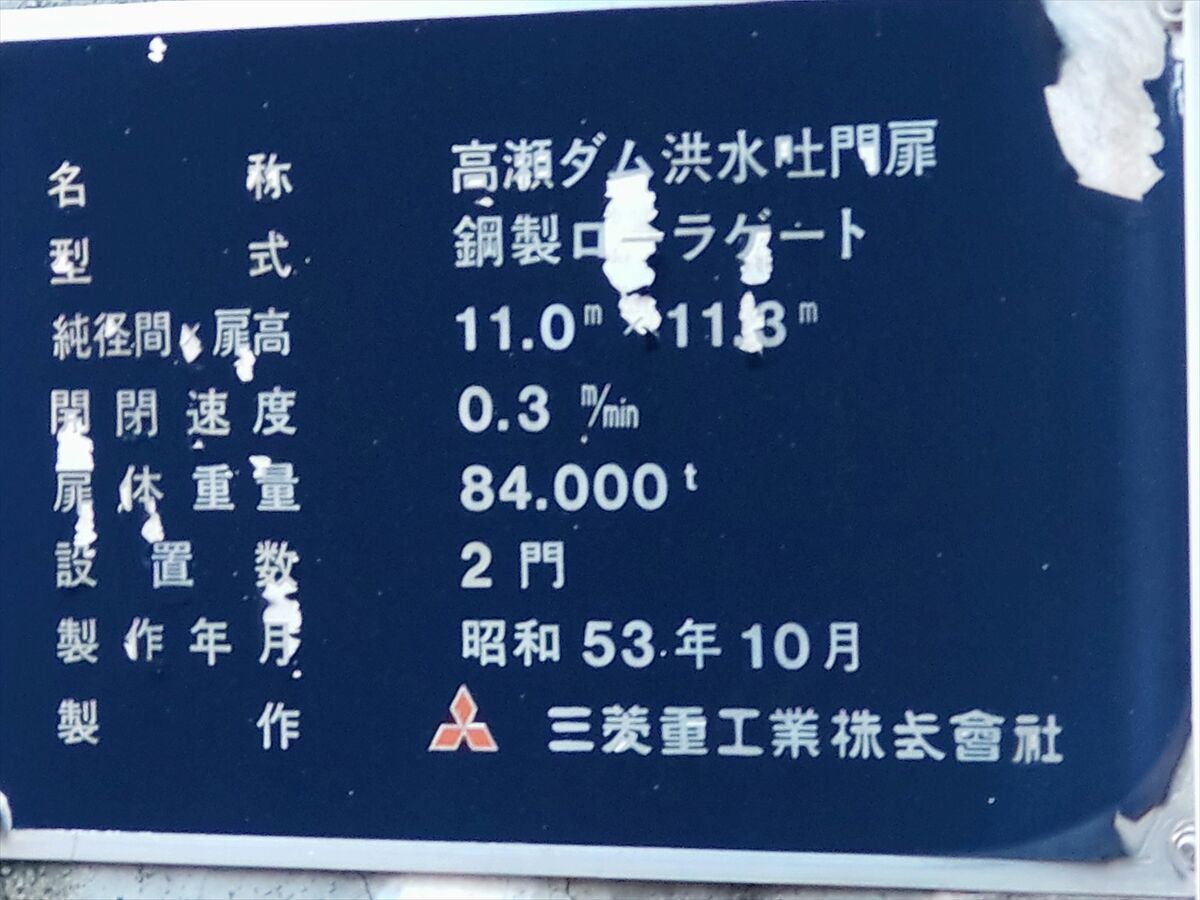 名称 高瀬ダム洪水吐門扉
型式 鋼製ローラゲート
純径間×扉高 11.0m×11.3m
開閉速度 0.3 m/min
扉体重量 84.000t
設置数 2門
製作年月 昭和53年10月
製作 三菱重工業株式會社